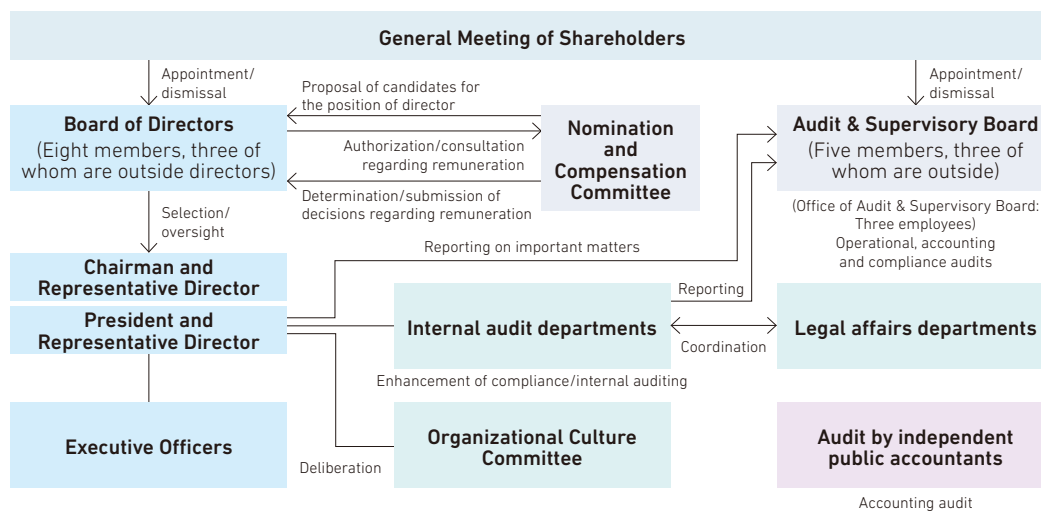 General Meeting of Shareholders
Appointment/
dismissal
Proposal of candidates for
the position of director
Appointment/
dismissal
Board of Directors
(Eight members, three of
whom are outside directors)
Authorization/consultation
regarding remuneration
Determination/submission of
decisions regarding remuneration
Nomination
and
Compensation
Committee
Audit & Supervisory Board
(Five members, three of
whom are outside)
(Office of Audit & Supervisory Board:
Three employees)
Operational, accounting
and compliance audits
Selection/
oversight
Reporting on important matters
Chairman and
Representative Director
Reporting
President and
Representative Director
Internal audit departments
Coordination
Legal affairs departments
Enhancement of compliance/internal auditing
Executive Officers
Deliberation
Organizational Culture
Committee
Audit by independent
public accountants
Accounting audit